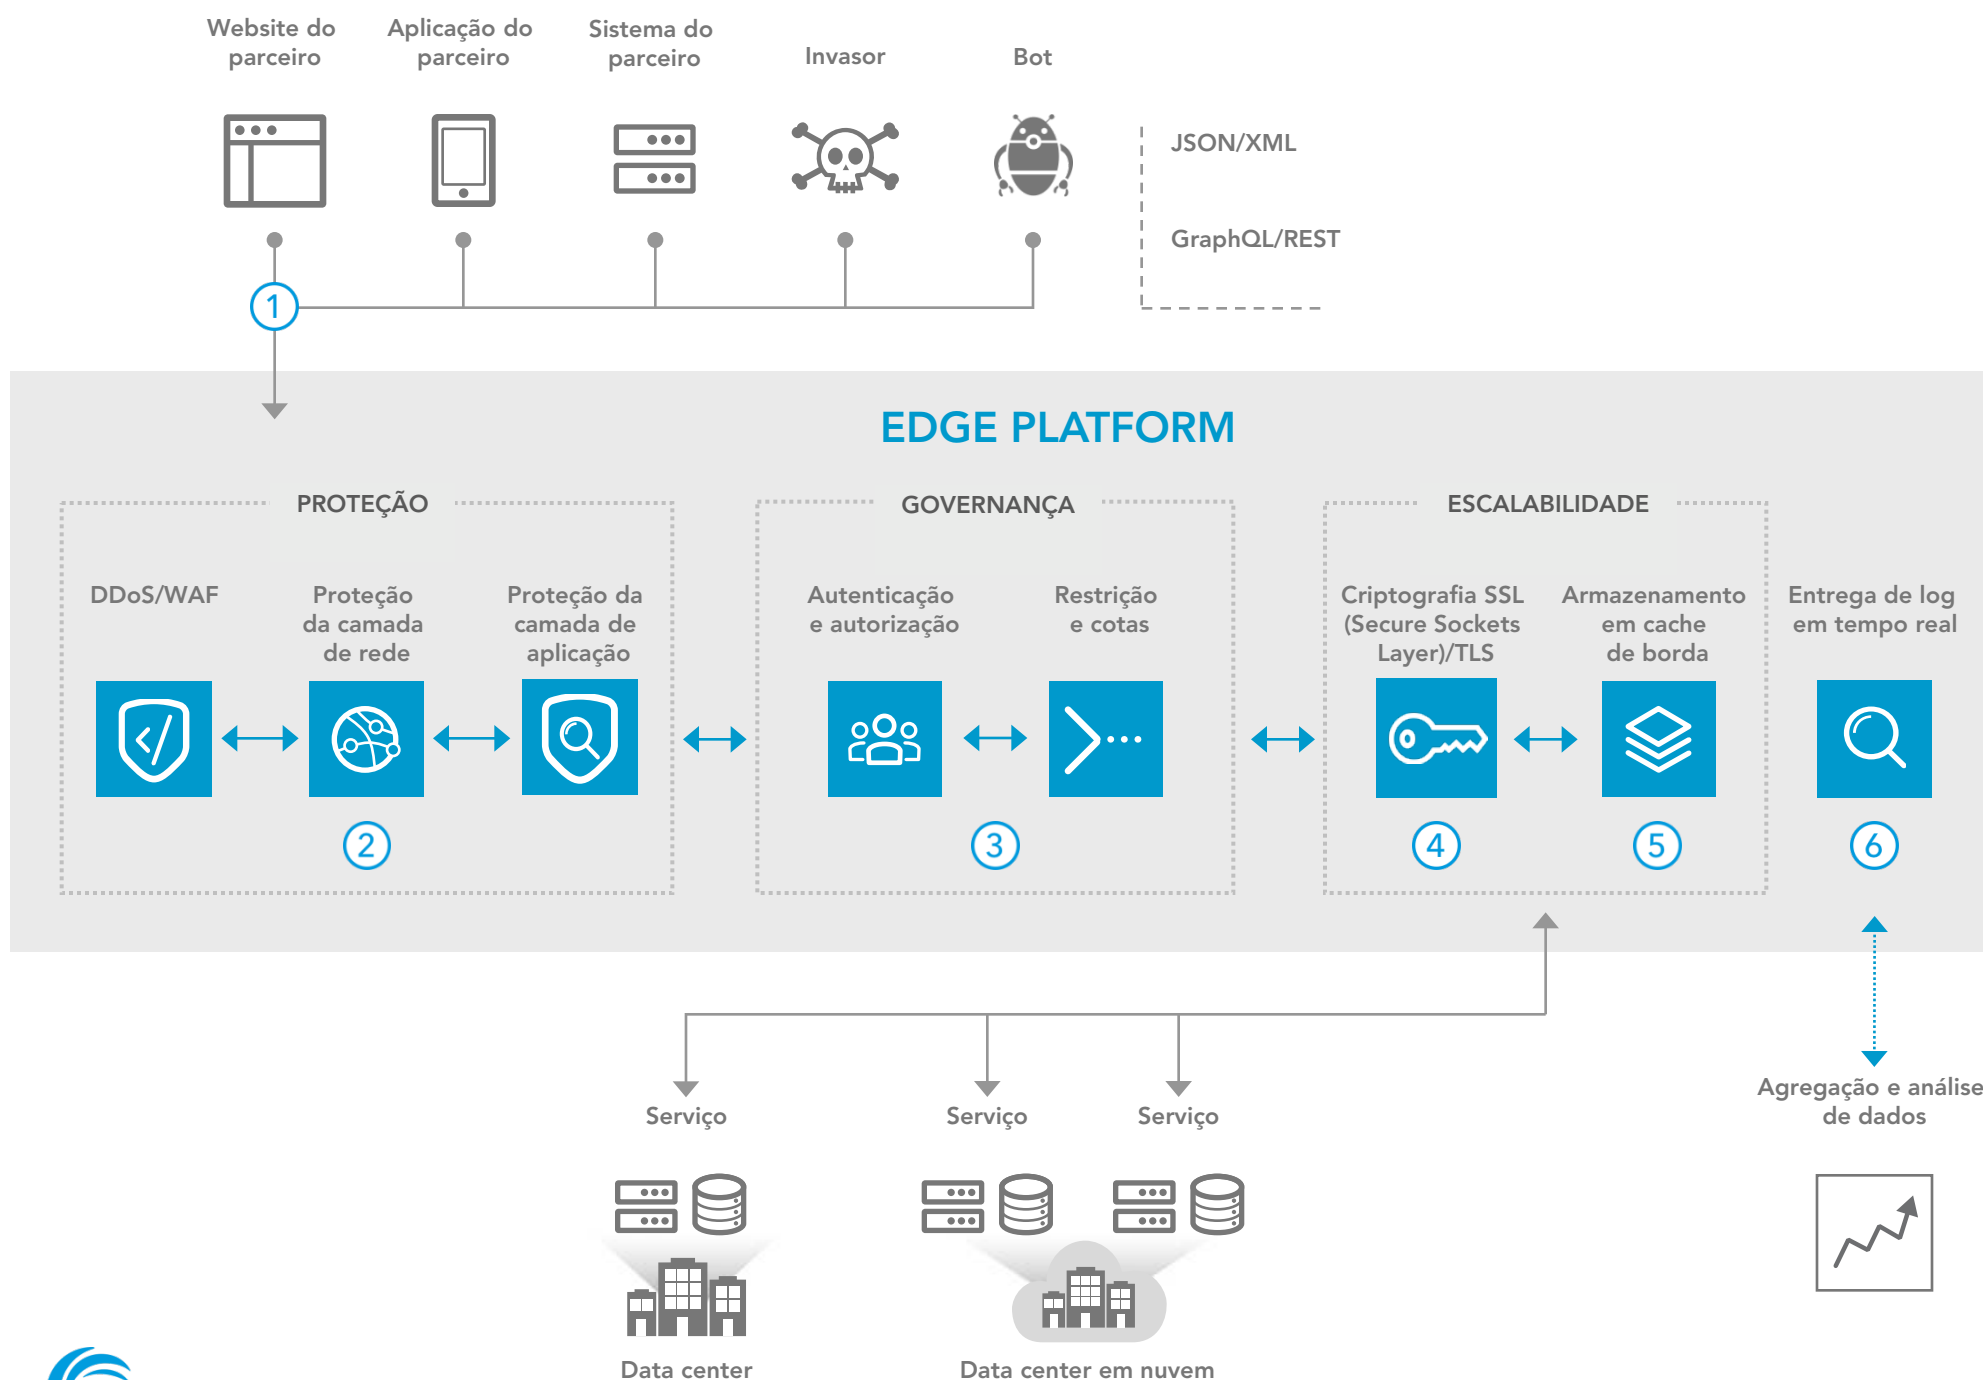 Website do
parceiro
Aplicação do
parceiro
Sistema do
parceiro
Invasor
Bot
JSON/XML
GraphQL/REST
1
EDGE PLATFORM
PROTEÇÃO
GOVERNANÇA
ESCALABILIDADE
DDoS/WAF
Proteção
da camada
de rede
Proteção da
camada de
aplicação
Autenticação
e autorização
Restrição
e cotas
Criptografia SSL
(Secure Sockets
Layer)/TLS
Armazenamento
em cache
de borda
Entrega de log
em tempo real
2
3
4
5
6
Serviço
Serviço
Serviço
Agregação e análise
de dados
Data center
Data center em nuvem